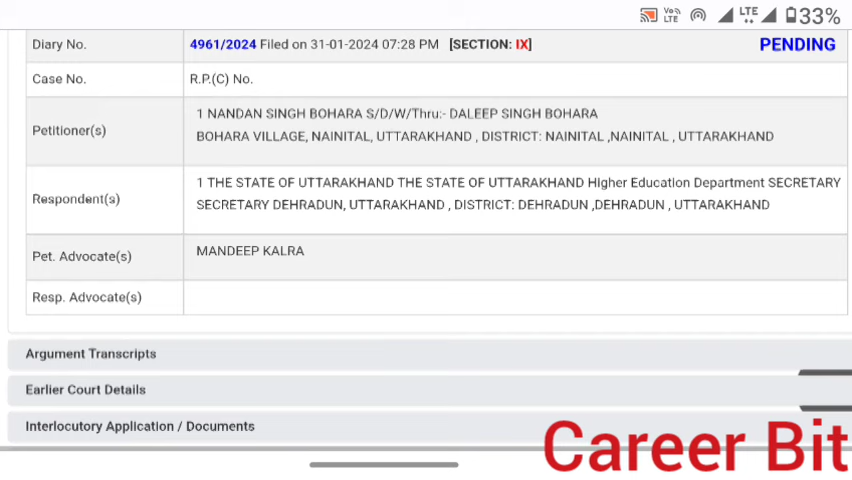 Vo) LTE LTE 33%
Diary No. 4961/2024 Filed on 31-01-2024 07:28 PM [SECTION: IX] PENDING
Case No. R.P.(C) No.
Petitioner(s) 1 NANDAN SINGH BOHARA S/D/W/Thru:- DALEEP SINGH BOHARA
BOHARA VILLAGE, NAINITAL, UTTARAKHAND , DISTRICT: NAINITAL ,NAINITAL , UTTARAKHAND
Respondent(s) 1 THE STATE OF UTTARAKHAND THE STATE OF UTTARAKHAND Higher Education Department SECRETARY
SECRETARY DEHRADUN, UTTARAKHAND , DISTRICT: DEHRADUN ,DEHRADUN , UTTARAKHAND
Pet. Advocate(s) MANDEEP KALRA
Resp. Advocate(s)
Argument Transcripts
Earlier Court Details
Interlocutory Application / Documents
Career Bit